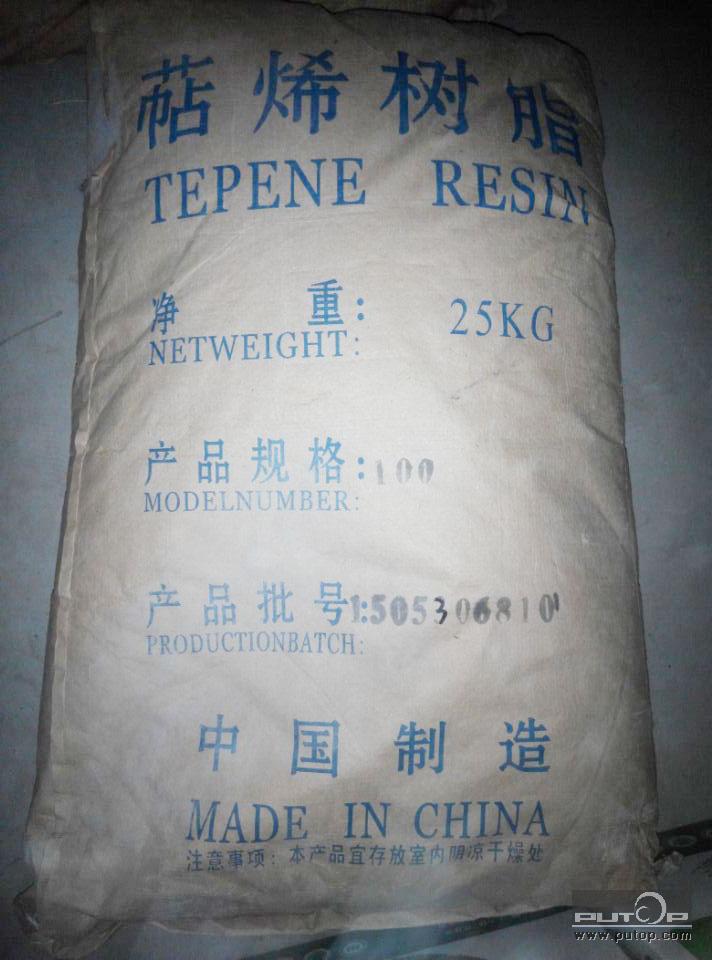 萜烯树脂
TEPENE RESIN
净 重: 25KG
NETWEIGHT:
产品规格:100
MODELNUMBER:
产品批号:1505306810
PRODUCTIONBATCH:
中国制造
MADE IN CHINA
注意事项:本产品宜存放室内阴凉干燥处
PUTOP
www.putop.com